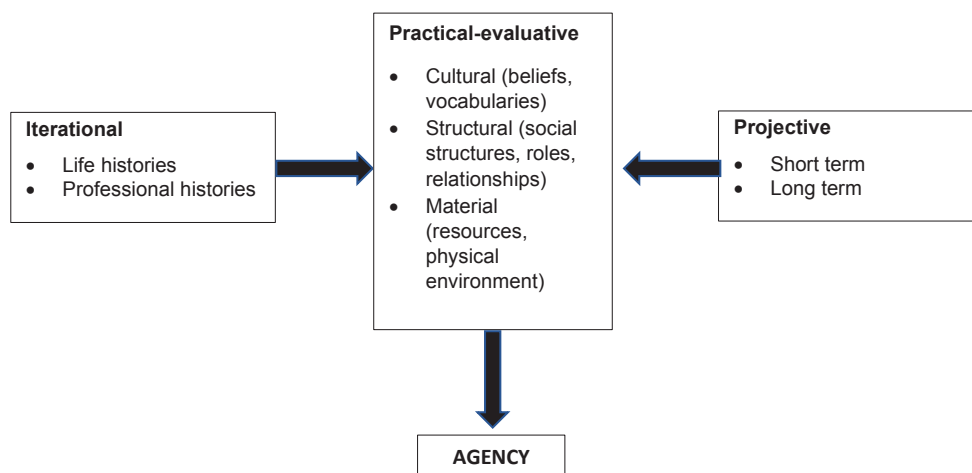 Iterational
• Life histories
• Professional histories
Practical-evaluative
• Cultural (beliefs,
vocabularies)
• Structural (social
structures, roles,
relationships)
• Material
(resources,
physical
environment)
Projective
• Short term
• Long term
AGENCY